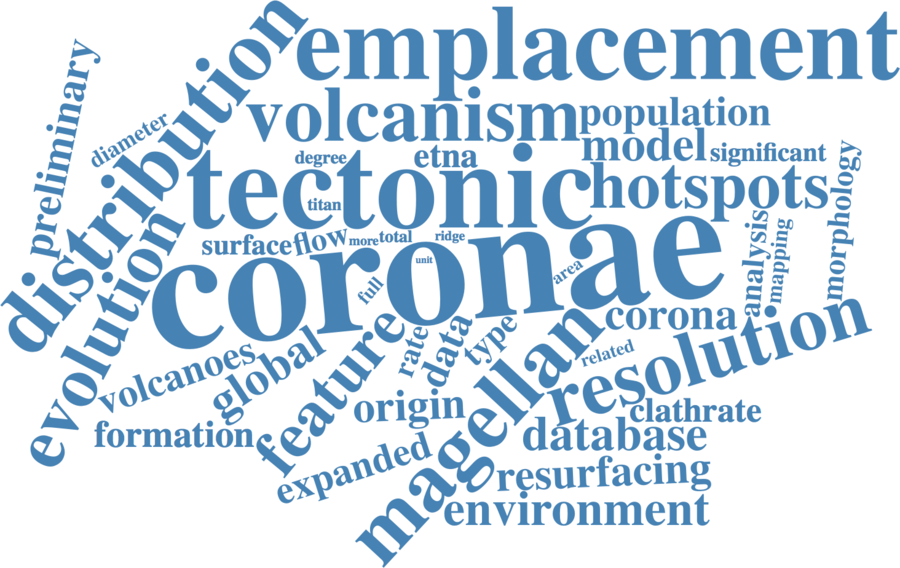 emplacement
distribution
preliminary
diameter
volcanism
population
model
significant
degree
etna
tectonic
hotspots
titan
morphology
evolution
surface
flow
more
total
ridge
coronae
unit
area
full
analysis
mapping
corona
volcanoes
global
feature
rate
data
type
magellan
related
resolution
origin
clathrate
formation
database
expanded
resurfacing
environment